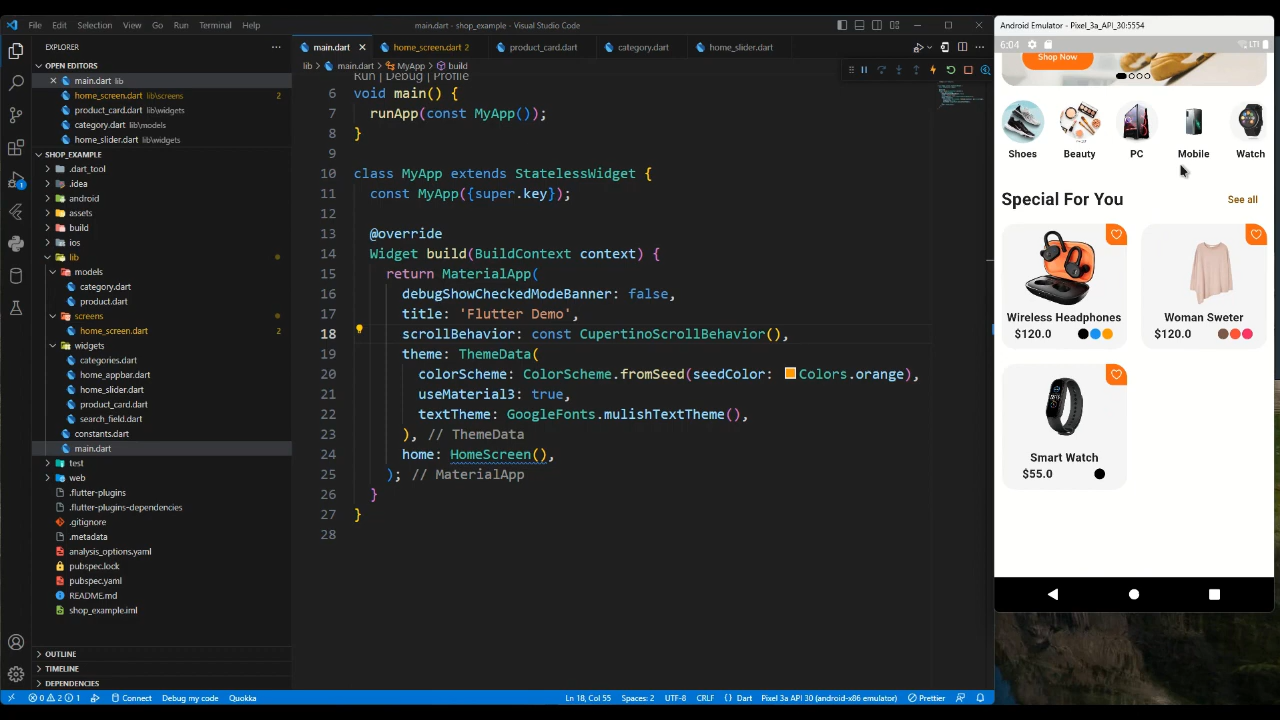 File Edit Selection View Go Run Terminal Help
main.dart - shop_example - Visual Studio Code
Android Emulator - Pixel_3a_API_30:5554
EXPLORER
OPEN EDITORS
main.dart lib
home_screen.dart lib\screens 2
product_card.dart lib\widgets
category.dart lib\models
home_slider.dart lib\widgets
SHOP_EXAMPLE
.dart_tool
.idea
android
assets
build
ios
lib
models
category.dart
product.dart
screens
home_screen.dart 2
widgets
categories.dart
home_appbar.dart
home_slider.dart
product_card.dart
search_field.dart
constants.dart
main.dart
test
web
.flutter-plugins
.flutter-plugins-dependencies
.gitignore
.metadata
analysis_options.yaml
pubspec.lock
pubspec.yaml
README.md
shop_example.iml
OUTLINE
TIMELINE
DEPENDENCIES
1
main.dart home_screen.dart 2 product_card.dart category.dart home_slider.dart
lib > main.dart > MyApp > build
Run | Debug | Profile
6 void main() {
7 runApp(const MyApp());
8 }
9
10 class MyApp extends StatelessWidget {
11 const MyApp({super.key});
12
13 @override
14 Widget build(BuildContext context) {
15 return MaterialApp(
16 debugShowCheckedModeBanner: false,
17 title: 'Flutter Demo',
18 scrollBehavior: const CupertinoScrollBehavior(),
19 theme: ThemeData(
20 colorScheme: ColorScheme.fromSeed(seedColor: Colors.orange),
21 useMaterial3: true,
22 textTheme: GoogleFonts.mulishTextTheme(),
23 ), // ThemeData
24 home: HomeScreen(),
25 ); // MaterialApp
26 }
27 }
28
6:04 LTE
Shop Now
Shoes Beauty PC Mobile Watch
Special For You See all
Wireless Headphones
$120.0
Woman Sweter
$120.0
Smart Watch
$55.0
0 2 1 Connect Debug my code Quokka Ln 18, Col 55 Spaces: 2 UTF-8 CRLF {} Dart Pixel 3a API 30 (android-x86 emulator) Prettier